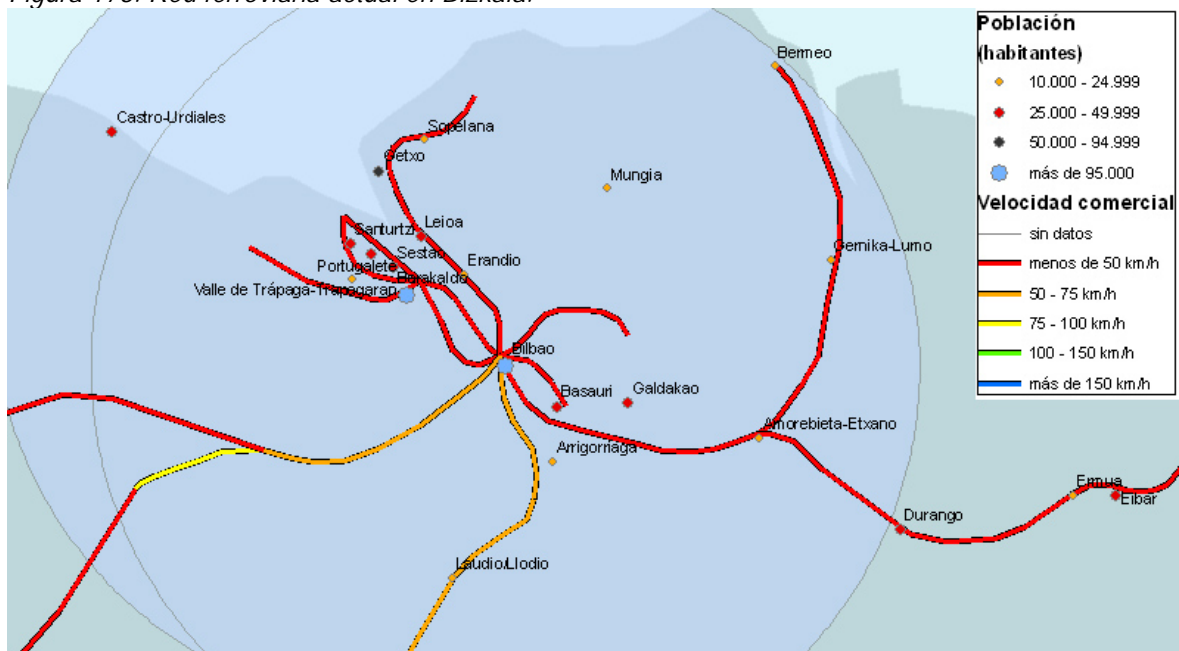 Población
(habitantes)
10.000 - 24.999
25.000 - 49.999
50.000 - 94.999
más de 95.000
Velocidad comercial
sin datos
menos de 50 km/h
50 - 75 km/h
75 - 100 km/h
100 - 150 km/h
más de 150 km/h
Bermeo
Castro-Urdiales
Sopelana
Getxo
Mungia
Leioa
Santurtzi
Gernika-Lumo
Sestao
Erandio
Portugalete
Barakaldo
Valle de Trápaga-Trapagaran
Bilbao
Basauri
Galdakao
Amorebieta-Etxano
Arrigorriaga
Ermua
Eibar
Durango
Laudio/Llodio